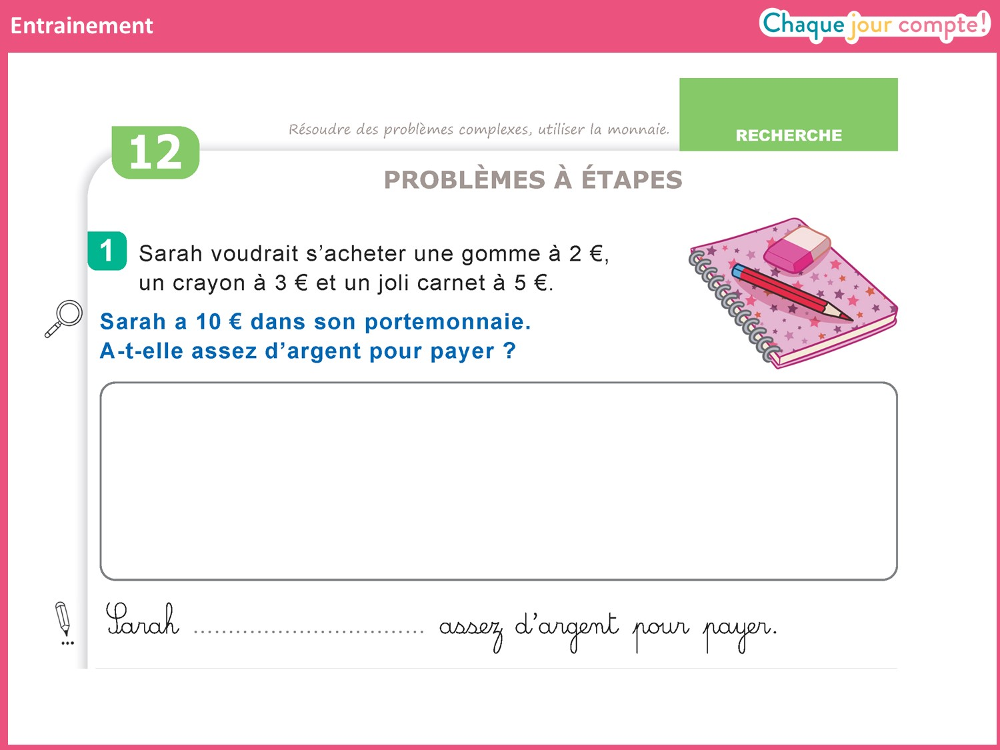 Entrainement
Chaque jour compte!
12
Résoudre des problèmes complexes, utiliser la monnaie.
RECHERCHE
PROBLÈMES À ÉTAPES
1
Sarah voudrait s’acheter une gomme à 2 €,
un crayon à 3 € et un joli carnet à 5 €.
Sarah a 10 € dans son portemonnaie.
A-t-elle assez d’argent pour payer ?
Sarah ................................. assez d’argent pour payer.